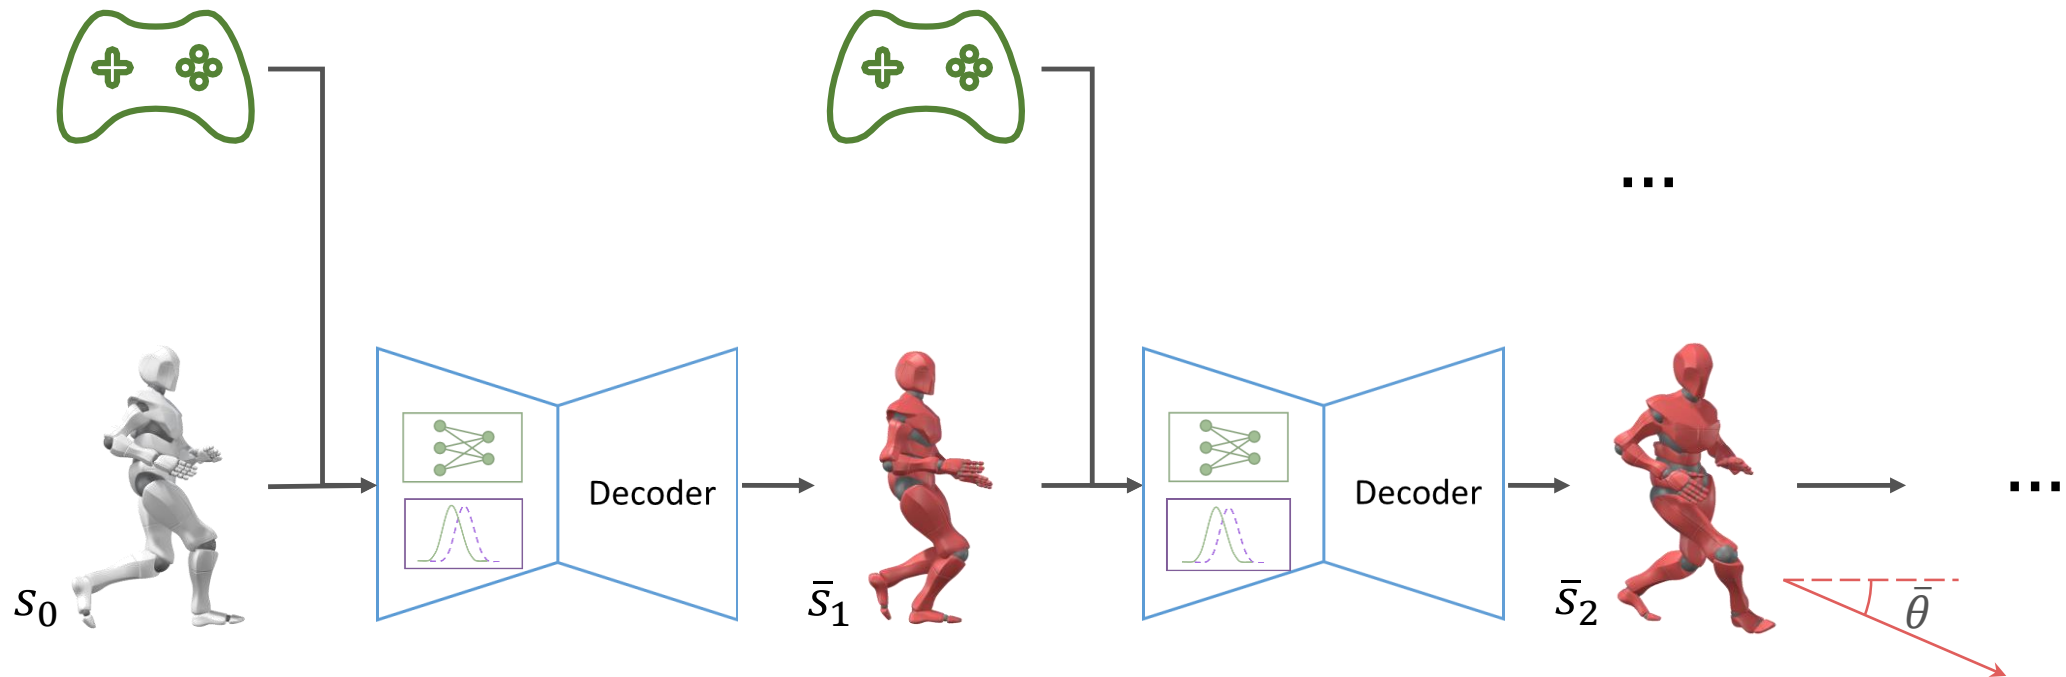 ...
Decoder
Decoder
...
s₀
s̄₁
s̄₂
θ̄